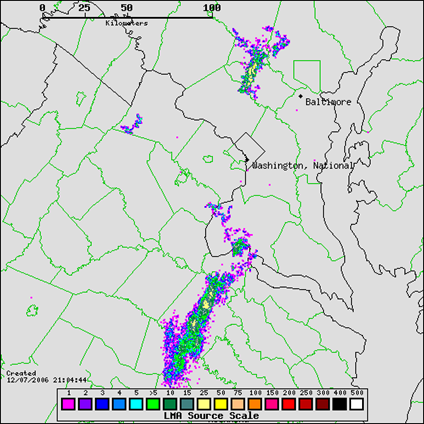 0 25 50 100
Kilometers
Baltimore
Washington, National
Created
12/07/2006 21:04:44
1 2 3 4 5 >5 10 15 25 50 75 100 150 200 250 300 400 500
LMA Source Scale